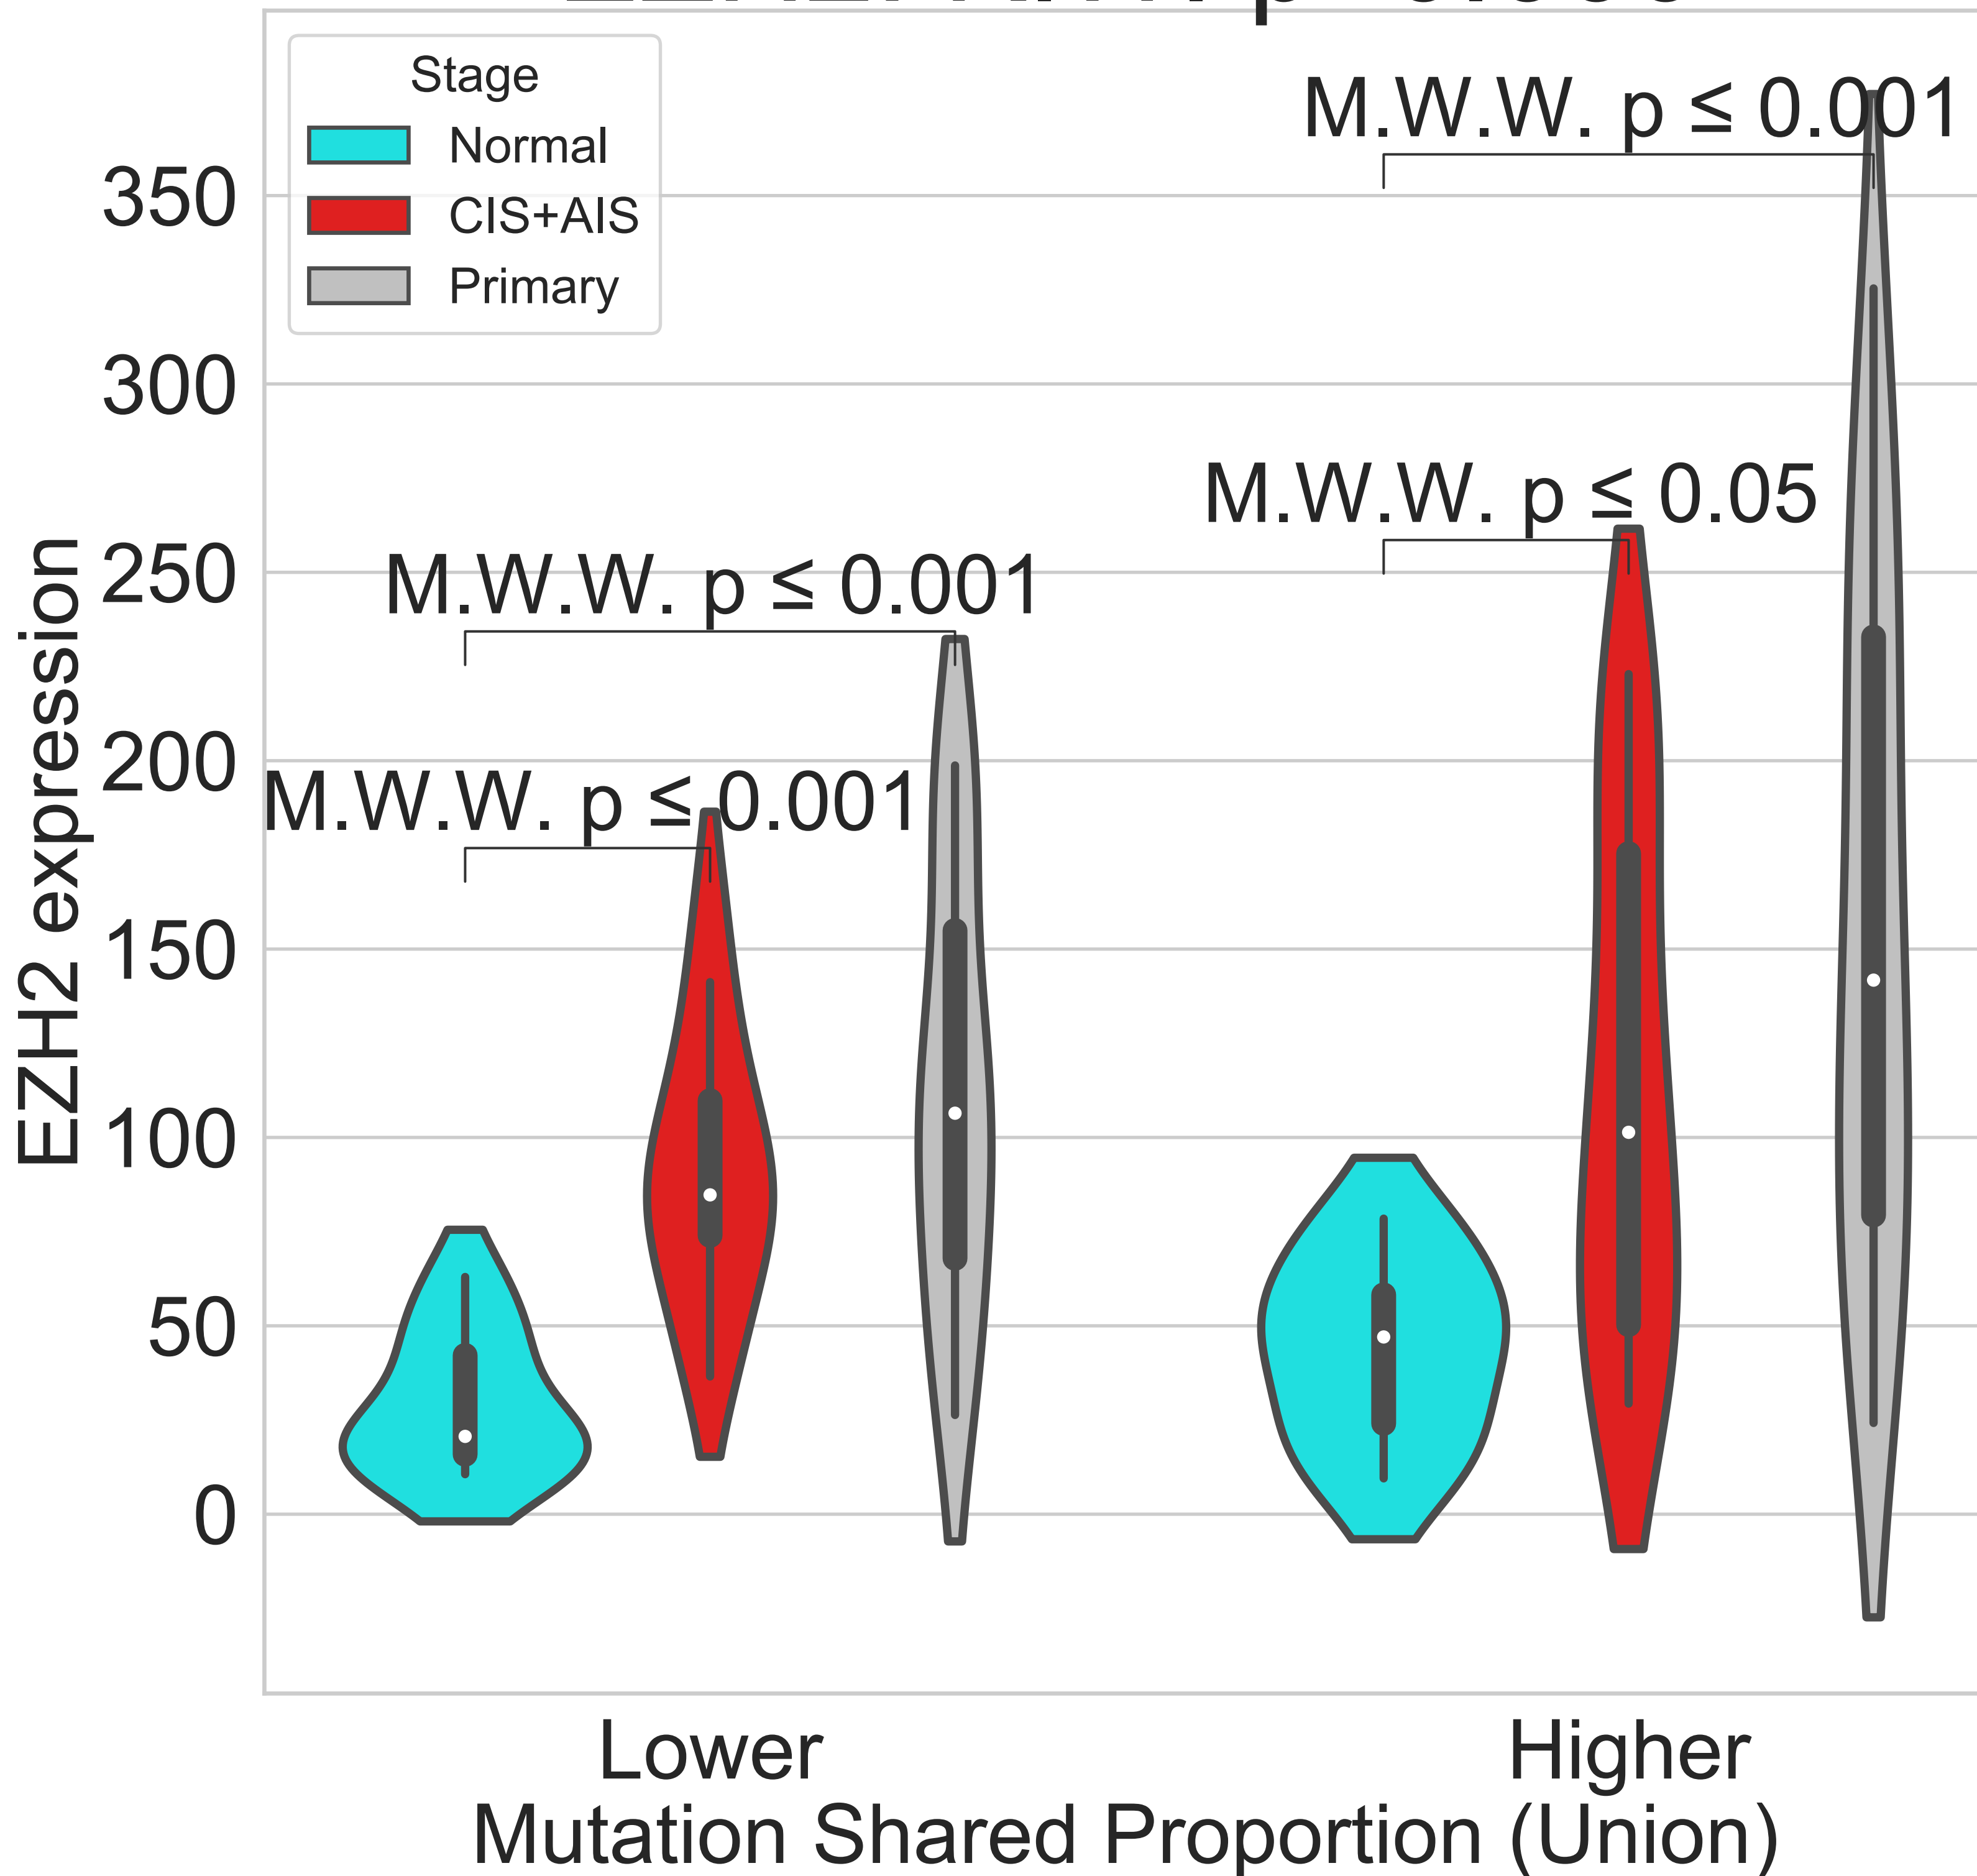 Stage
Normal
CIS+AIS
Primary
M.W.W. p ≤ 0.001
M.W.W. p ≤ 0.05
M.W.W. p ≤ 0.001
M.W.W. p ≤ 0.001
350
300
250
200
150
100
50
0
EZH2 expression
Lower
Higher
Mutation Shared Proportion (Union)